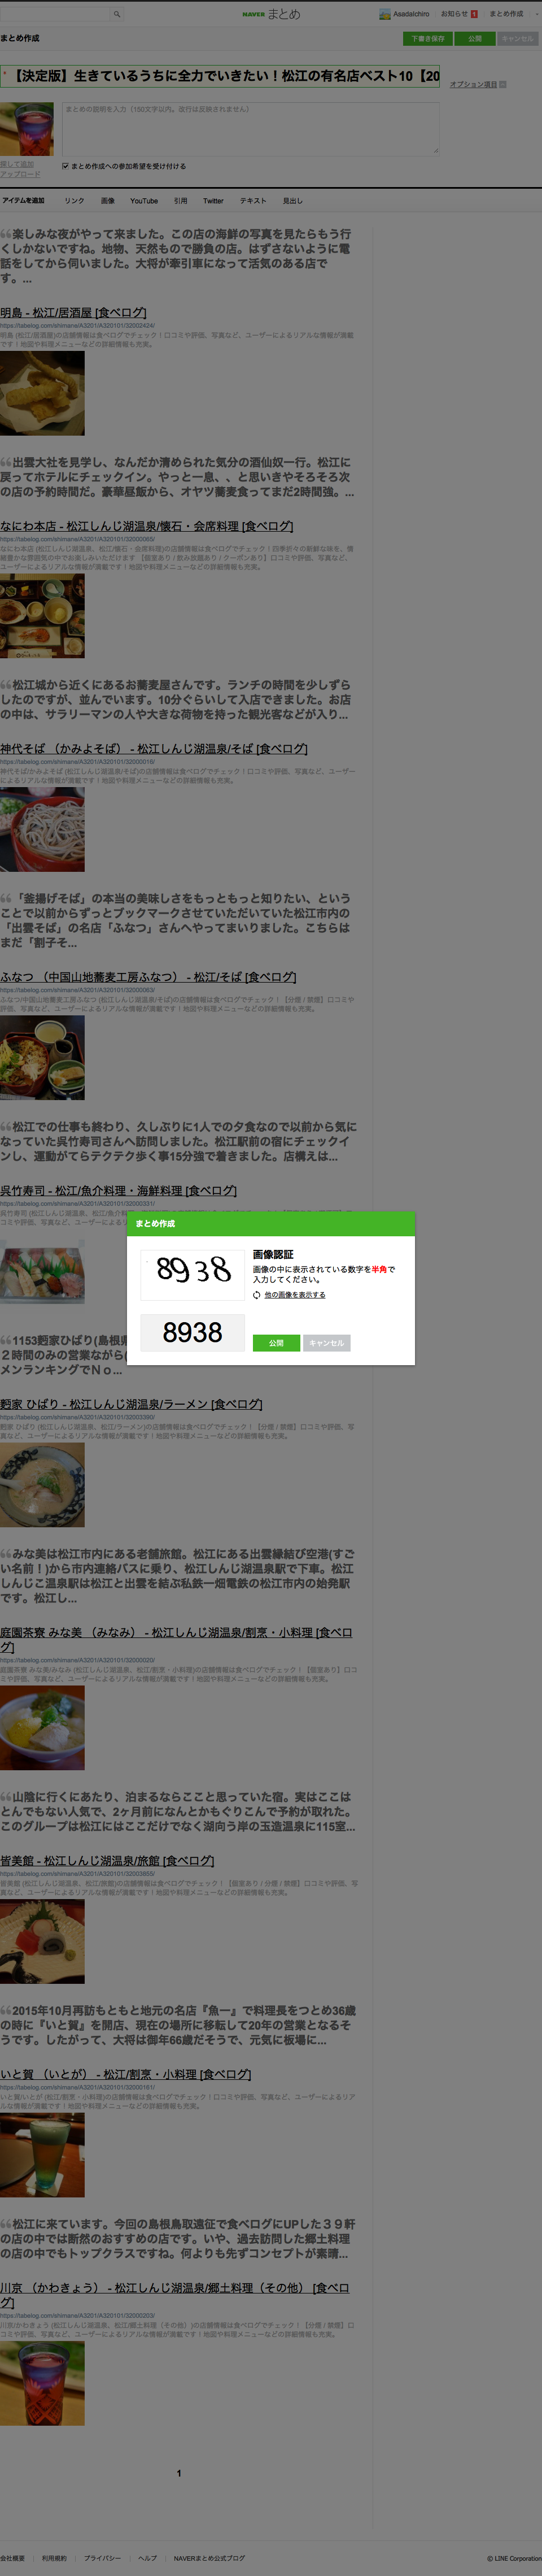 NAVER まとめ
AsadaIchiro お知らせ 1 まとめ作成
まとめ作成
下書き保存 公開 キャンセル
* 【決定版】生きているうちに全力でいきたい！松江の有名店ベスト10【20
オプション項目
まとめの説明を入力（160文字以内。改行は反映されません）
探して追加
アップロード
まとめ作成への参加希望を受け付ける
アイテムを追加 リンク 画像 YouTube 引用 Twitter テキスト 見出し
楽しみな夜がやって来ました。この店の海鮮の写真を見たらもう行
くしかないですね。地物、天然もので勝負の店。はずさないように電
話をしてから伺いました。大将が牽引車になって活気のある店で
す。...
明島 - 松江/居酒屋 [食べログ]
https://tabelog.com/shimane/A3201/A320101/32002424/
明島 (松江/居酒屋)の店舗情報は食べログでチェック！口コミや評価、写真など、ユーザーによるリアルな情報が満載
です！地図や料理メニューなどの詳細情報も充実。
出雲大社を見学し、なんだか清められた気分の酒仙奴一行。松江に
戻ってホテルにチェックイン。やっと一息、、と思いきやそろそろ次
の店の予約時間だ。豪華昼飯から、オヤツ蕎麦食ってまだ2時間強。...
なにわ本店 - 松江しんじ湖温泉/懐石・会席料理 [食べログ]
https://tabelog.com/shimane/A3201/A320101/32000065/
なにわ本店 (松江しんじ湖温泉、松江/懐石・会席料理)の店舗情報は食べログでチェック！四季折々の新鮮な味を、情
緒豊かな雰囲気の中でお楽しみいただけます 【個室あり / 飲み放題あり / クーポンあり】口コミや評価、写真など、ユ
ーザーによるリアルな情報が満載です！地図や料理メニューなどの詳細情報も充実。
松江城から近くにあるお蕎麦屋さんです。ランチの時間を少しずら
したのですが、並んでいます。10分ぐらいして入店できました。お店
の中は、サラリーマンの人や大きな荷物を持った観光客などが入り...
神代そば （かみよそば） - 松江しんじ湖温泉/そば [食べログ]
https://tabelog.com/shimane/A3201/A320101/32000016/
神代そば/かみよそば (松江しんじ湖温泉/そば)の店舗情報は食べログでチェック！口コミや評価、写真など、ユーザー
によるリアルな情報が満載です！地図や料理メニューなどの詳細情報も充実。
「釜揚げそば」の本当の美味しさをもっともっと知りたい、という
ことで以前からずっとブックマークさせていただいていた松江市内の
「出雲そば」の名店「ふなつ」さんへやってまいりました。こちらは
まだ「割子そ...
ふなつ （中国山地蕎麦工房ふなつ） - 松江/そば [食べログ]
https://tabelog.com/shimane/A3201/A320101/32000063/
ふなつ/中国山地蕎麦工房ふなつ (松江しんじ湖温泉/そば)の店舗情報は食べログでチェック！【分煙 / 禁煙】口コミや
評価、写真など、ユーザーによるリアルな情報が満載です！地図や料理メニューなどの詳細情報も充実。
松江での仕事も終わり、久しぶりに1人での夕食なので以前から気に
なっていた呉竹寿司さんへ訪問しました。松江駅前の宿にチェックイ
ンし、運動がてらテクテク歩く事15分強で着きました。店構えは...
呉竹寿司 - 松江/魚介料理・海鮮料理 [食べログ]
https://tabelog.com/shimane/A3201/A320101/32000331/
まとめ作成
8938
画像認証
画像の中に表示されている数字を半角で
入力してください。
他の画像を表示する
8938
公開 キャンセル
1153麪家ひばり(島根県
２時間のみの営業ながら(
メンランキングでＮｏ...
麪家 ひばり - 松江しんじ湖温泉/ラーメン [食べログ]
https://tabelog.com/shimane/A3201/A320101/32003390/
麪家 ひばり (松江しんじ湖温泉、松江/ラーメン)の店舗情報は食べログでチェック！【分煙 / 禁煙】口コミや評価、写
真など、ユーザーによるリアルな情報が満載です！地図や料理メニューなどの詳細情報も充実。
みな美は松江市内にある老舗旅館。松江にある出雲縁結び空港(すご
い名前！)から市内連絡バスに乗り、松江しんじ湖温泉駅で下車。松江
しんじこ温泉駅は松江と出雲を結ぶ私鉄一畑電鉄の松江市内の始発駅
です。松江し...
庭園茶寮 みな美 （みなみ） - 松江しんじ湖温泉/割烹・小料理 [食べロ
グ]
https://tabelog.com/shimane/A3201/A320101/32000020/
庭園茶寮 みな美/みなみ (松江しんじ湖温泉、松江/割烹・小料理)の店舗情報は食べログでチェック！【個室あり】口コ
ミや評価、写真など、ユーザーによるリアルな情報が満載です！地図や料理メニューなどの詳細情報も充実。
山陰に行くにあたり、泊まるならここと思っていた宿。実はここは
とんでもない人気で、2ヶ月前になんとかもぐりこんで予約が取れた。
このグループは松江にはここだけでなく湖向う岸の玉造温泉に115室...
皆美館 - 松江しんじ湖温泉/旅館 [食べログ]
https://tabelog.com/shimane/A3201/A320101/32003855/
皆美館 (松江しんじ湖温泉、松江/旅館)の店舗情報は食べログでチェック！【個室あり / 分煙 / 禁煙】口コミや評価、写
真など、ユーザーによるリアルな情報が満載です！地図や料理メニューなどの詳細情報も充実。
2015年10月再訪もともと地元の名店『魚一』で料理長をつとめ36歳
の時に『いと賀』を開店、現在の場所に移転して20年の営業となるそ
うです。したがって、大将は御年66歳だそうで、元気に板場に...
いと賀 （いとが） - 松江/割烹・小料理 [食べログ]
https://tabelog.com/shimane/A3201/A320101/32000161/
いと賀/いとが (松江/割烹・小料理)の店舗情報は食べログでチェック！口コミや評価、写真など、ユーザーによるリア
ルな情報が満載です！地図や料理メニューなどの詳細情報も充実。
松江に来ています。今回の島根鳥取遠征で食べログにUPした３９軒
の店の中では断然のおすすめの店です。いや、過去訪問した郷土料理
の店の中でもトップクラスですね。何よりも先ずコンセプトが素晴...
川京 （かわきょう） - 松江しんじ湖温泉/郷土料理（その他） [食べロ
グ]
https://tabelog.com/shimane/A3201/A320101/32000203/
川京/かわきょう (松江しんじ湖温泉、松江/郷土料理（その他）)の店舗情報は食べログでチェック！【分煙 / 禁煙】口
コミや評価、写真など、ユーザーによるリアルな情報が満載です！地図や料理メニューなどの詳細情報も充実。
1
会社概要 利用規約 プライバシー ヘルプ NAVERまとめ公式ブログ
© LINE Corporation